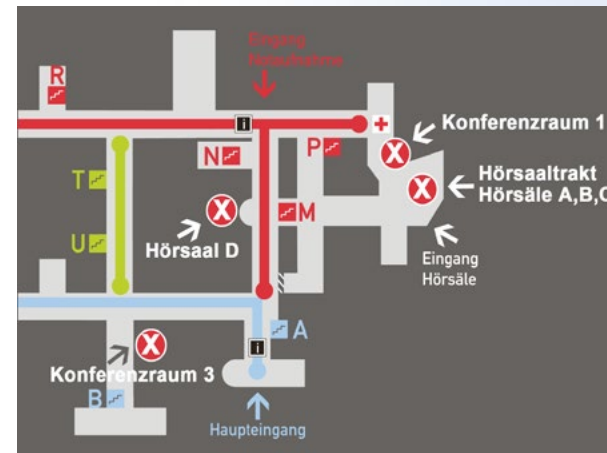 Eingang
Notaufnahme
R
i
+
Konferenzraum 1
X
N
P
T
X
Hörsaaltrakt
Hörsäle A,B,C
X
M
U
Hörsaal D
Eingang
Hörsäle
A
i
X
Konferenzraum 3
B
Haupteingang